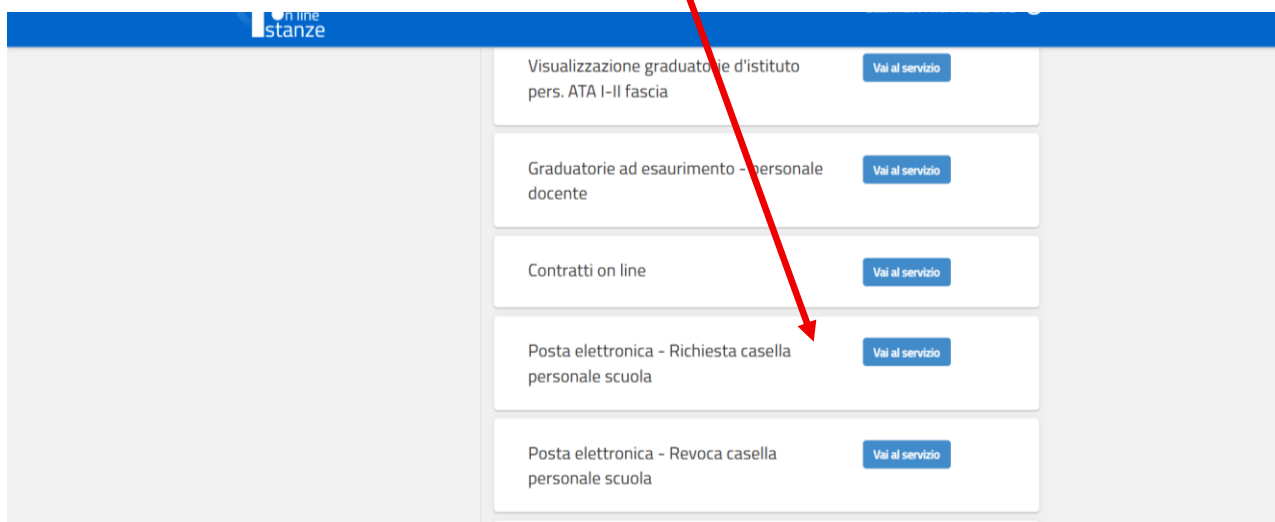 on line
stanze
Visualizzazione graduatorie d'istituto
pers. ATA I-II fascia
Vai al servizio
Graduatorie ad esaurimento - personale
docente
Vai al servizio
Contratti on line
Vai al servizio
Posta elettronica - Richiesta casella
personale scuola
Vai al servizio
Posta elettronica - Revoca casella
personale scuola
Vai al servizio